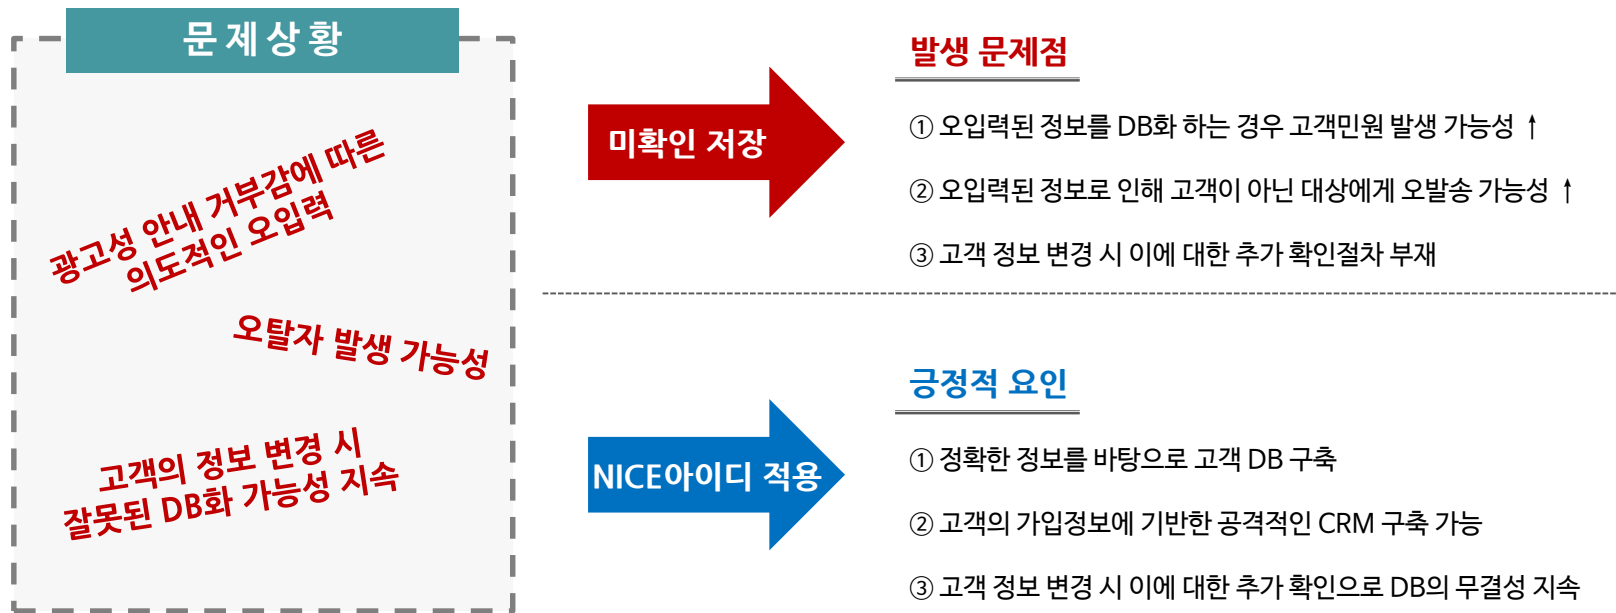 문제상황
광고성 안내 거부감에 따른
의도적인 오입력
오탈자 발생 가능성
고객의 정보 변경 시
잘못된 DB화 가능성 지속
미확인 저장
발생 문제점
① 오입력된 정보를 DB화 하는 경우 고객민원 발생 가능성 ↑
② 오입력된 정보로 인해 고객이 아닌 대상에게 오발송 가능성 ↑
③ 고객 정보 변경 시 이에 대한 추가 확인절차 부재
NICE아이디 적용
긍정적 요인
① 정확한 정보를 바탕으로 고객 DB 구축
② 고객의 가입정보에 기반한 공격적인 CRM 구축 가능
③ 고객 정보 변경 시 이에 대한 추가 확인으로 DB의 무결성 지속